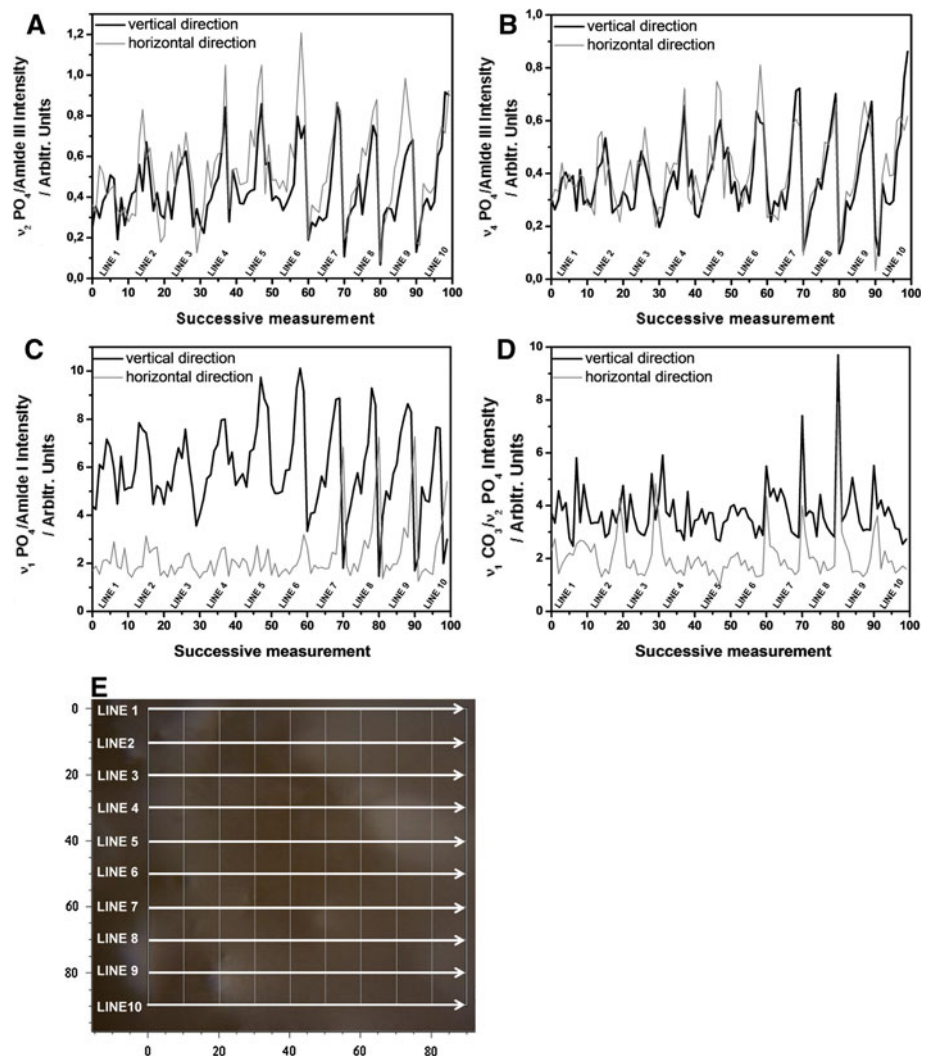 A
vertical direction
horizontal direction
ν2 PO4/Amide III Intensity
/ Arbitr. Units
1,2
1,0
0,8
0,6
0,4
0,2
0,0
LINE 1 LINE 2 LINE 3 LINE 4 LINE 5 LINE 6 LINE 7 LINE 8 LINE 9 LINE 10
0 10 20 30 40 50 60 70 80 90 100
Successive measurement
B
vertical direction
horizontal direction
ν4 PO4/Amide III Intensity
/ Arbitr. Units
1,0
0,8
0,6
0,4
0,2
0,0
LINE 1 LINE 2 LINE 3 LINE 4 LINE 5 LINE 6 LINE 7 LINE 8 LINE 9 LINE 10
0 10 20 30 40 50 60 70 80 90 100
Successive measurement
C
vertical direction
horizontal direction
ν1 PO4/Amide I Intensity
/ Arbitr. Units
10
8
6
4
2
0
LINE 1 LINE 2 LINE 3 LINE 4 LINE 5 LINE 6 LINE 7 LINE 8 LINE 9 LINE 10
0 10 20 30 40 50 60 70 80 90 100
Successive measurement
D
vertical direction
horizontal direction
ν1 CO3/ν2 PO4 Intensity
/ Arbitr. Units
10
8
6
4
2
0
LINE 1 LINE 2 LINE 3 LINE 4 LINE 5 LINE 6 LINE 7 LINE 8 LINE 9 LINE 10
0 10 20 30 40 50 60 70 80 90 100
Successive measurement
E
0 LINE 1
LINE2
20 LINE 3
LINE 4
40 LINE 5
LINE 6
60 LINE 7
LINE 8
80 LINE 9
LINE10
0 20 40 60 80